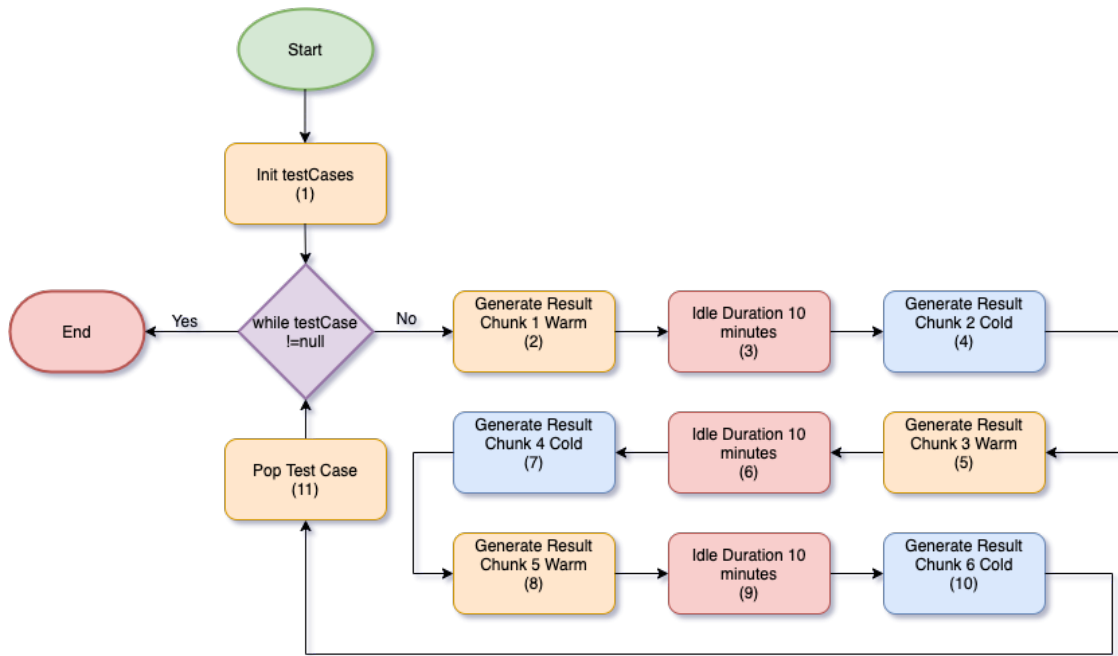 Start
Init testCases
(1)
End
Yes
while testCase
!=null
No
Generate Result
Chunk 1 Warm
(2)
Idle Duration 10
minutes
(3)
Generate Result
Chunk 2 Cold
(4)
Generate Result
Chunk 4 Cold
(7)
Idle Duration 10
minutes
(6)
Generate Result
Chunk 3 Warm
(5)
Pop Test Case
(11)
Generate Result
Chunk 5 Warm
(8)
Idle Duration 10
minutes
(9)
Generate Result
Chunk 6 Cold
(10)